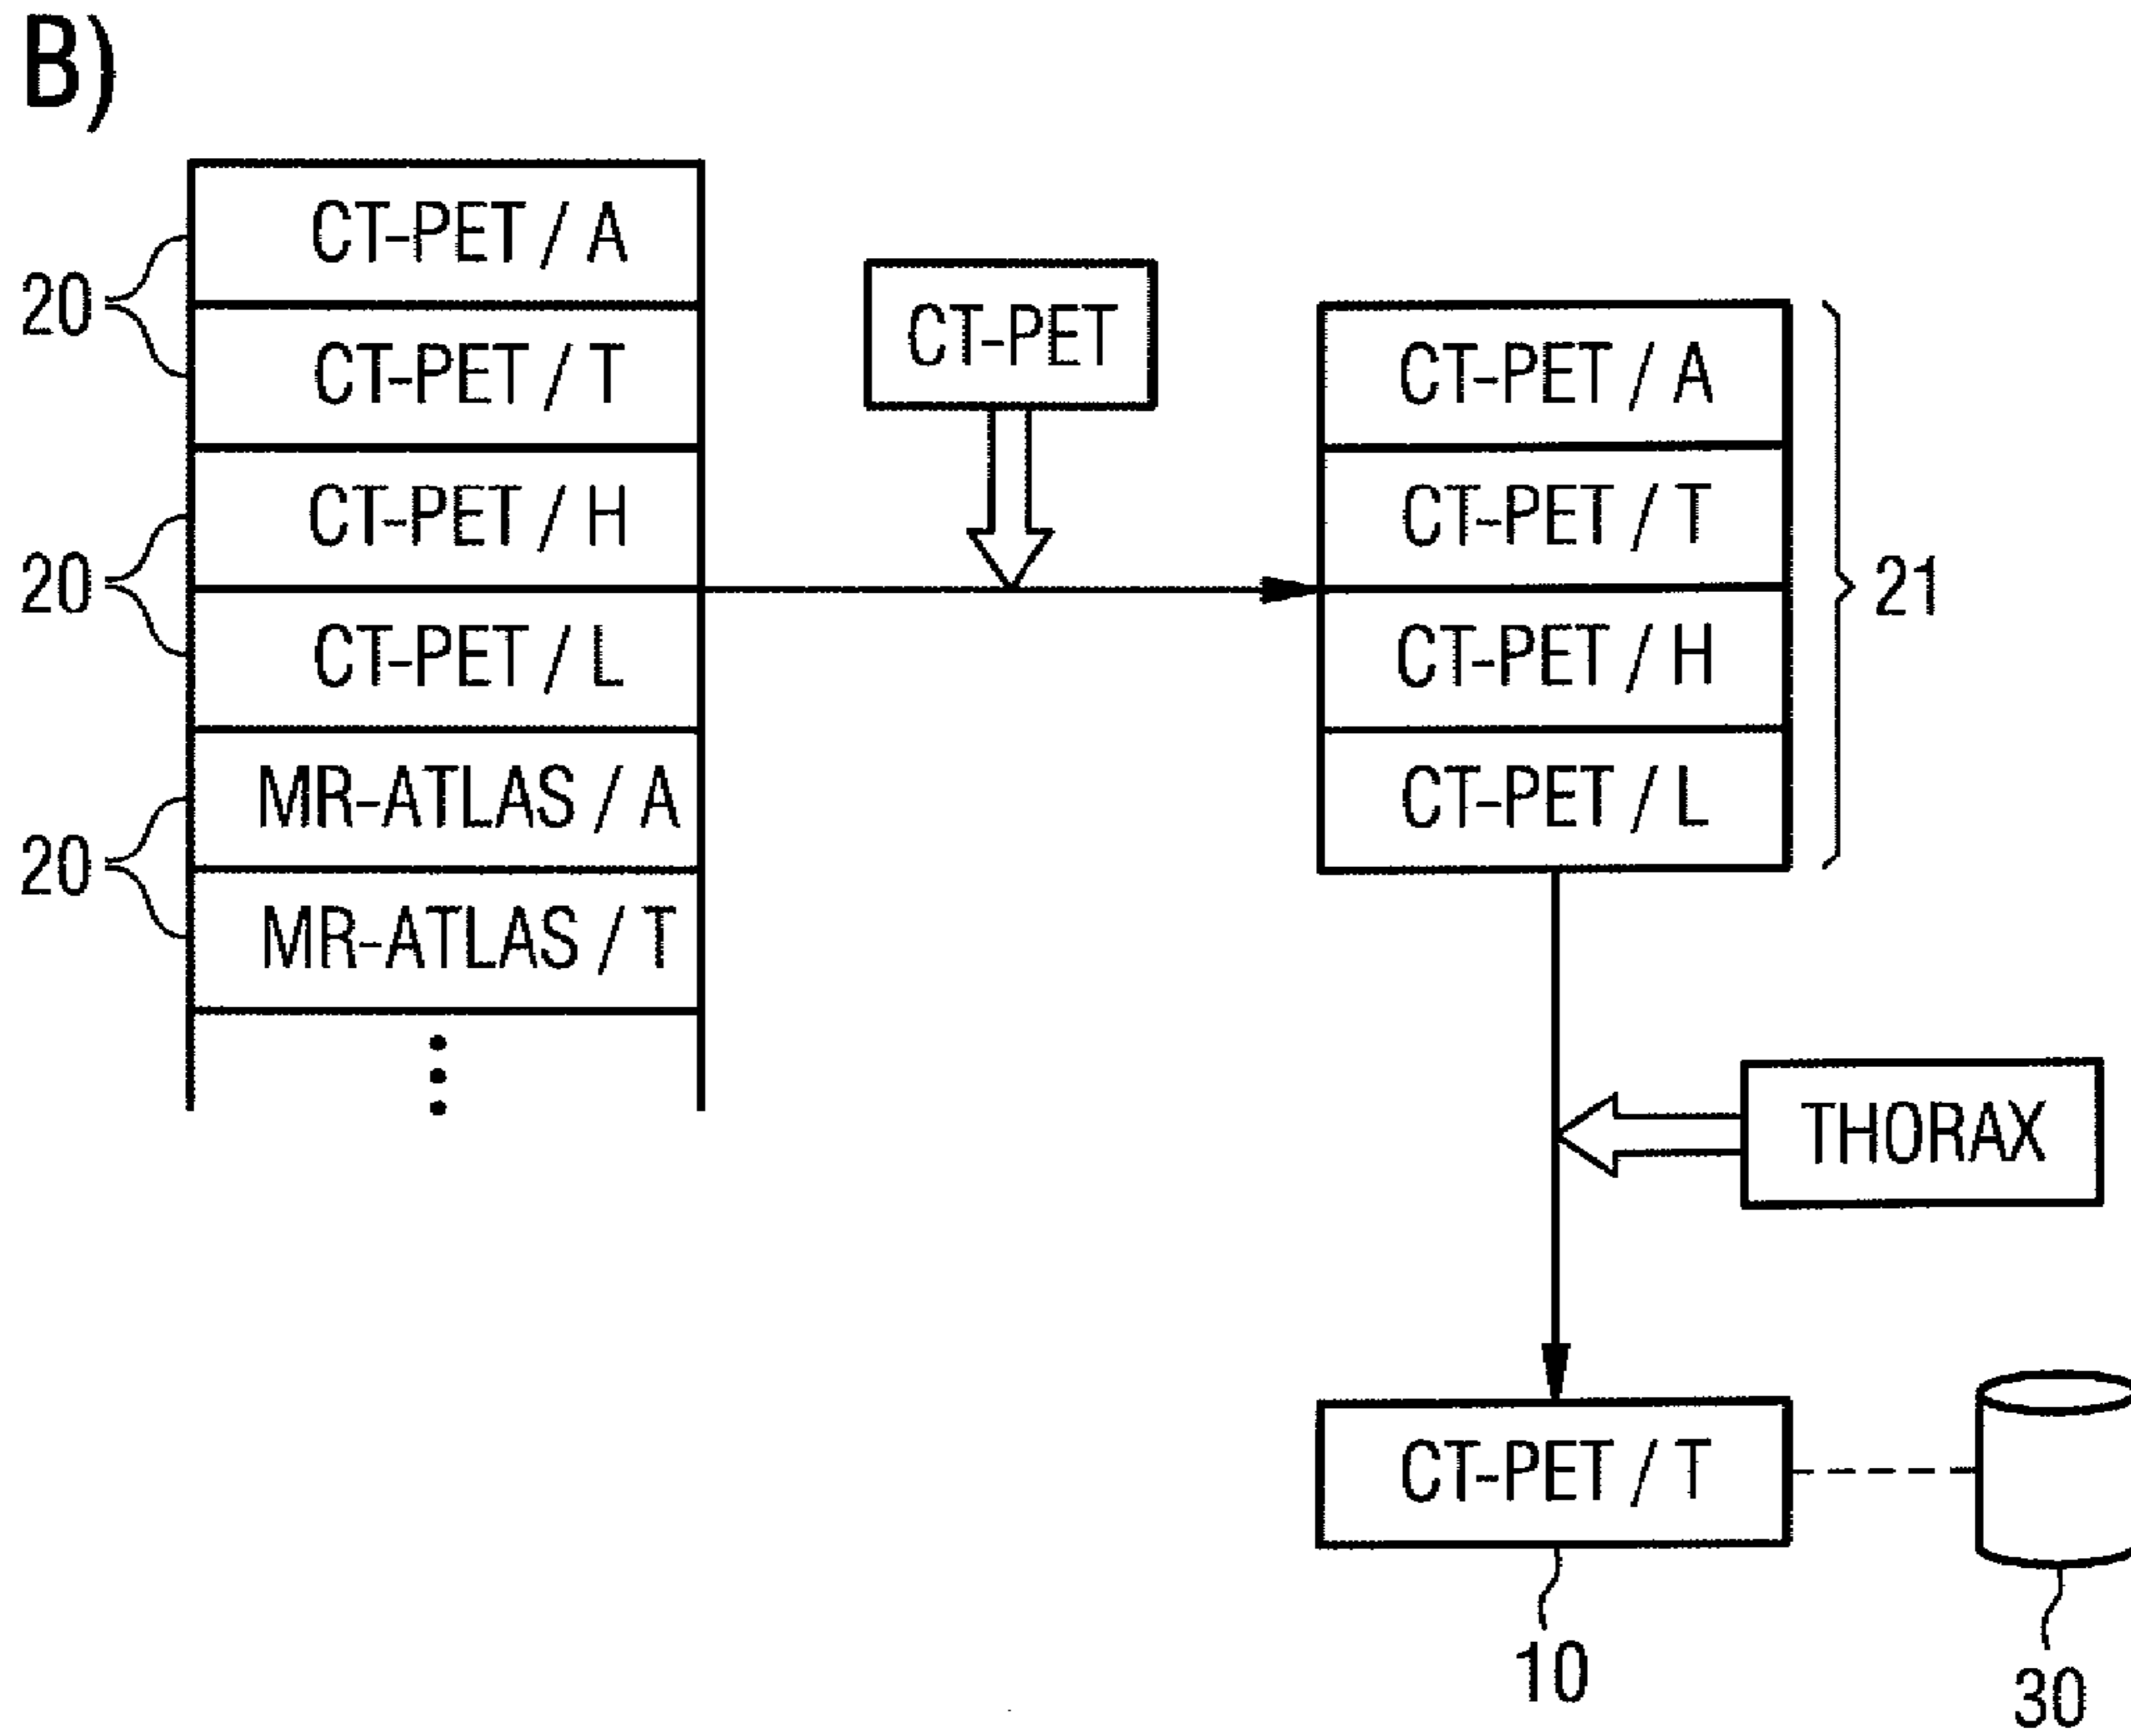 B)
CT-PET / A
20
CT-PET / T
CT-PET / H
20
CT-PET / L
MR-ATLAS / A
20
MR-ATLAS / T
CT-PET
CT-PET / A
CT-PET / T
CT-PET / H
CT-PET / L
21
THORAX
CT-PET / T
10
30